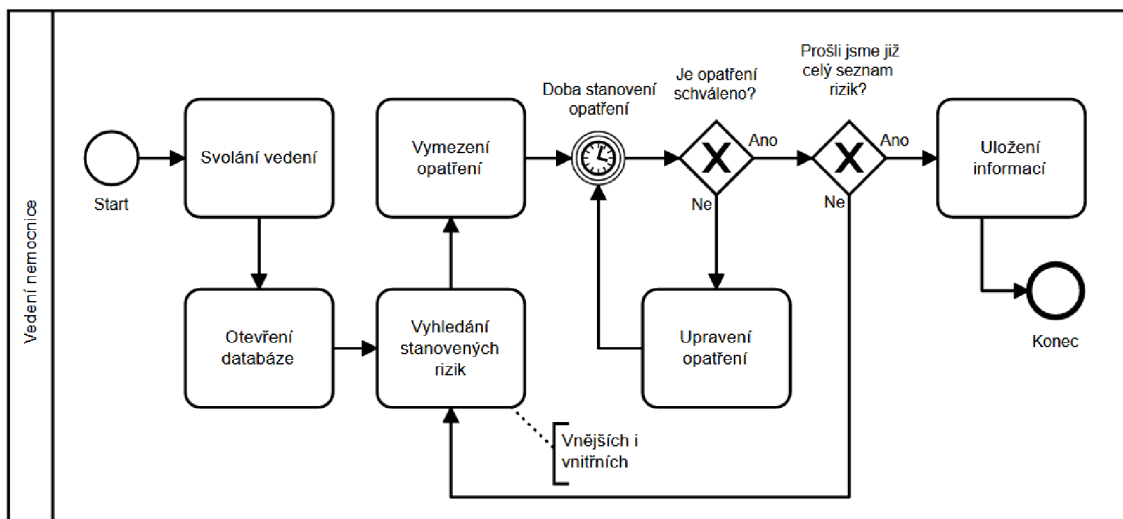 Vedení nemocnice
Start
Svolání vedení
Otevření
databáze
Vyhledání
stanovených
rizik
Vnějších i
vnitřních
Vymezení
opatření
Doba stanovení
opatření
Je opatření
schváleno?
Ano
Ne
Upravení
opatření
Prošli jsme již
celý seznam
rizik?
Ano
Ne
Uložení
informací
Konec